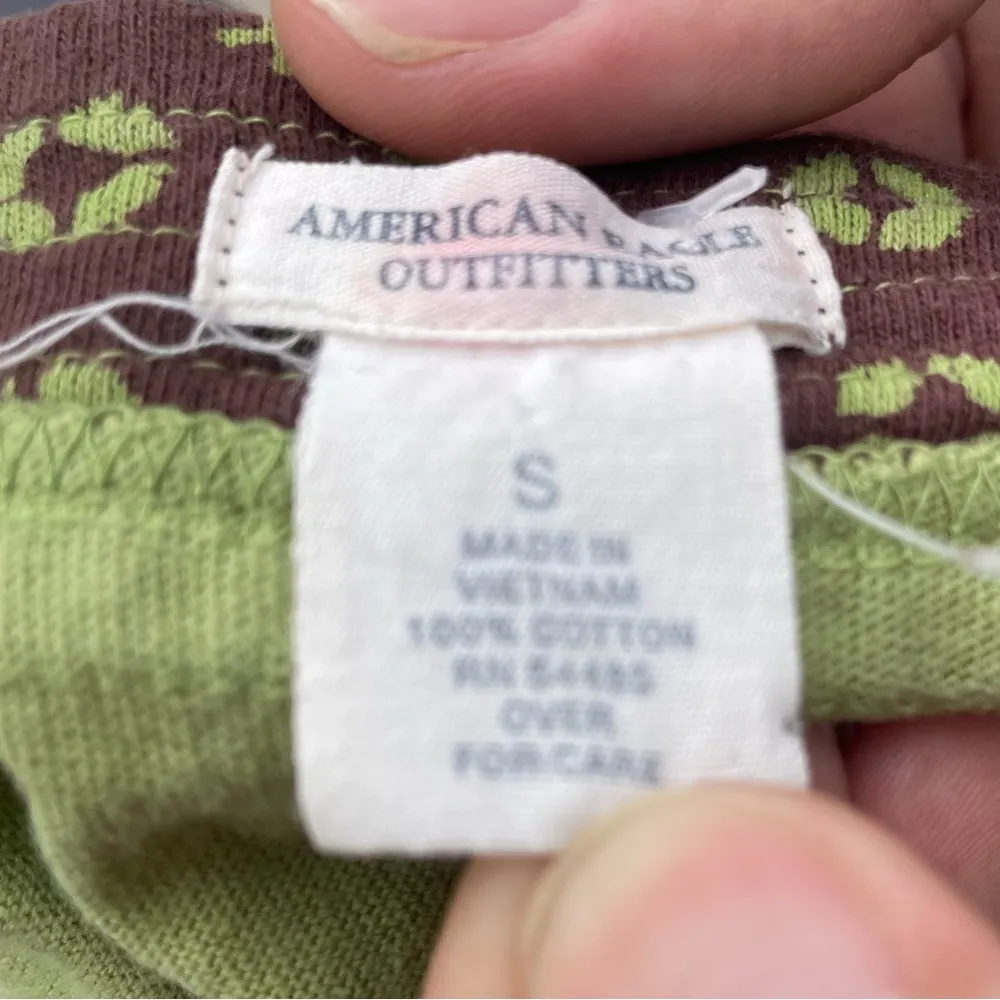 AMERICAN EAGLE
OUTFITTERS
S
MADE IN
VIETNAM
100% COTTON
RN 54485
OVER
FOR CARE